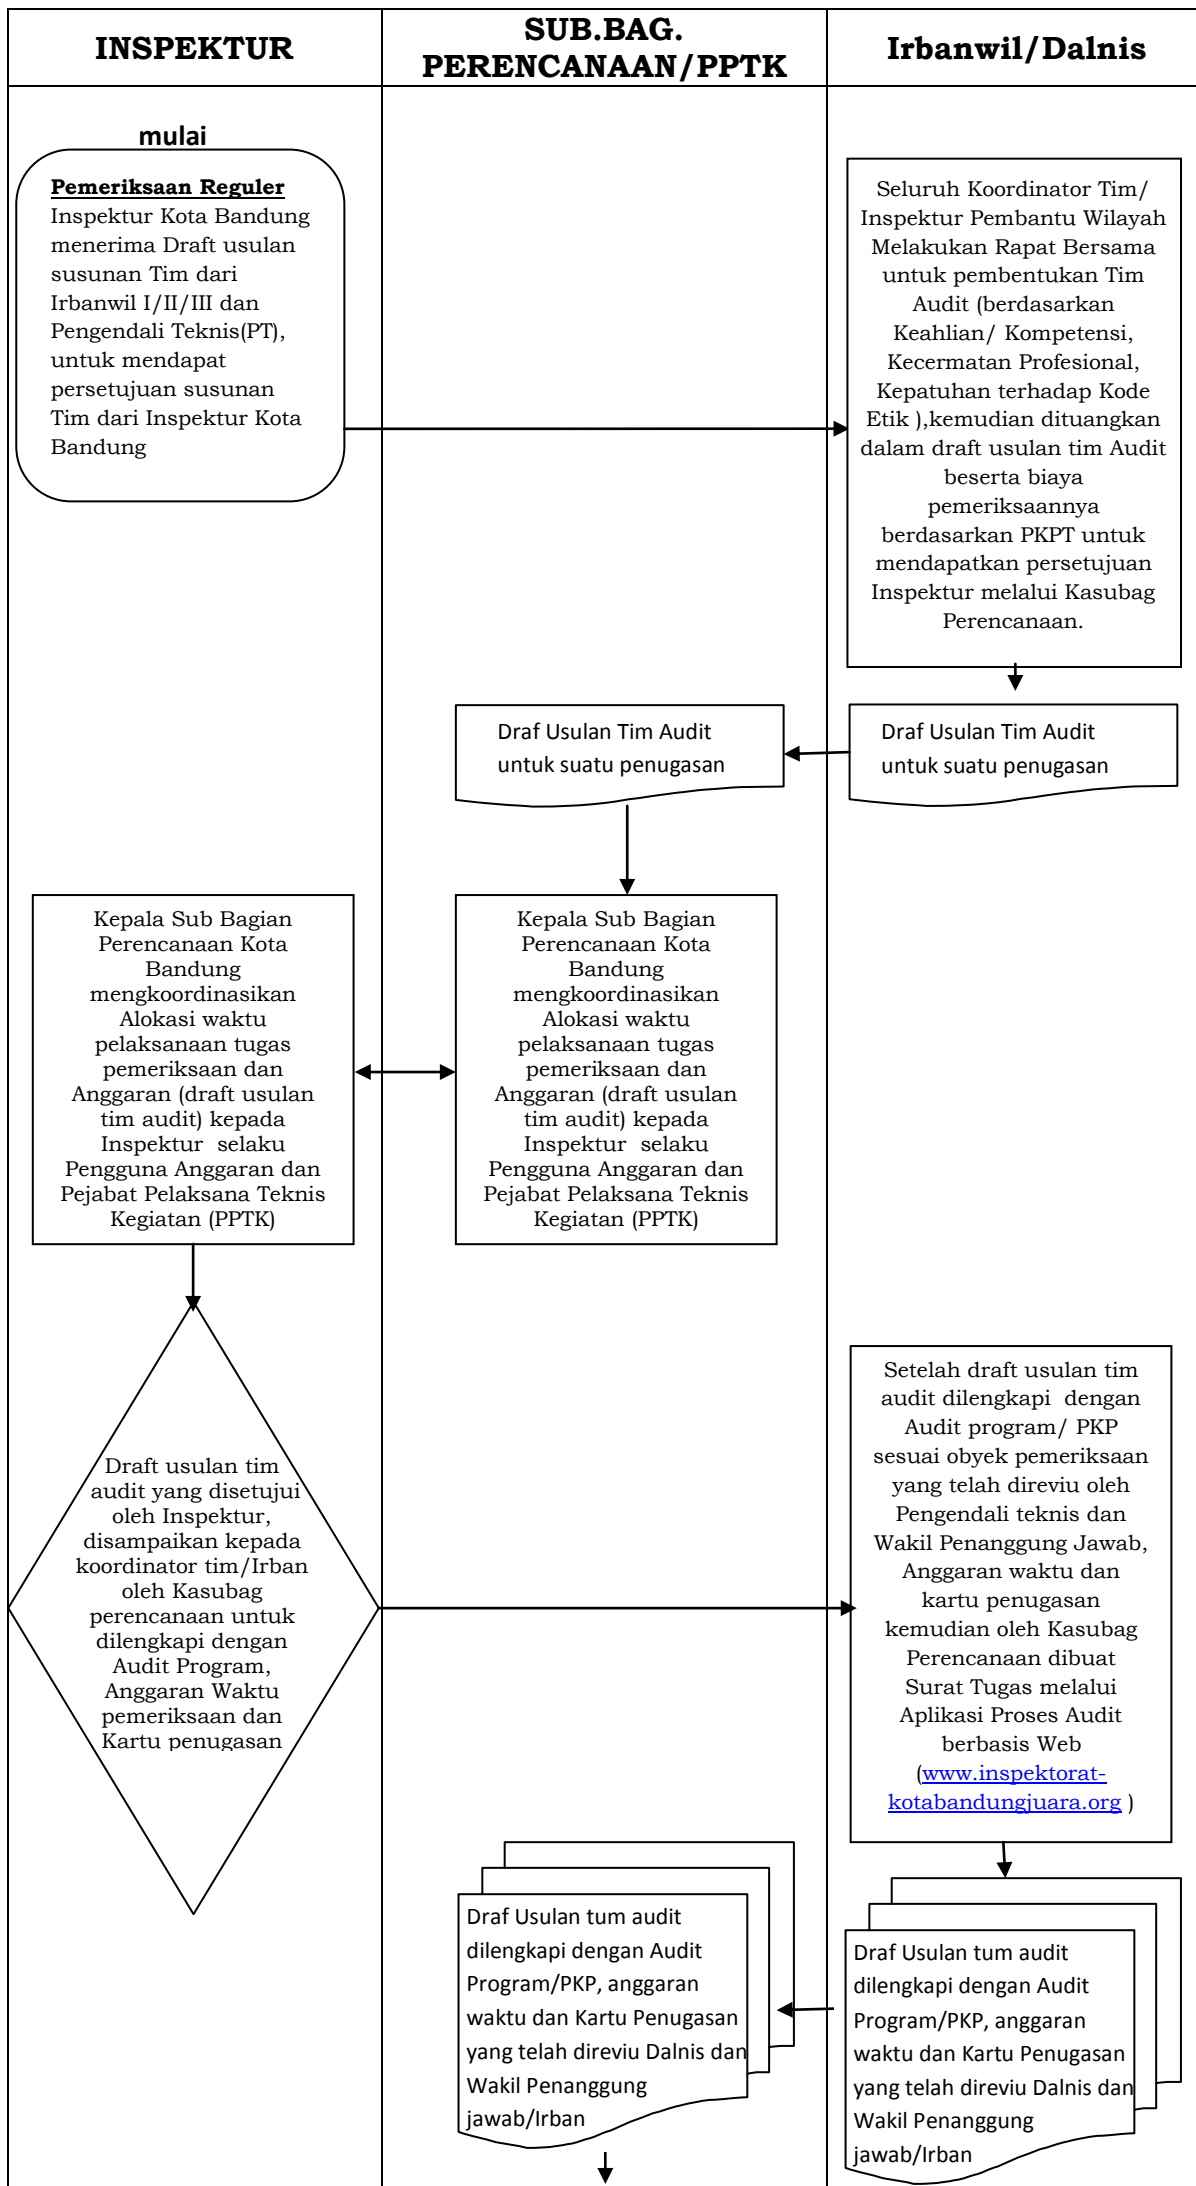 INSPEKTUR
SUB.BAG.
PERENCANAAN/PPTK
Irbanwil/Dalnis
mulai
Pemeriksaan Reguler
Inspektur Kota Bandung
menerima Draft usulan
susunan Tim dari
Irbanwil I/II/III dan
Pengendali Teknis(PT),
untuk mendapat
persetujuan susunan
Tim dari Inspektur Kota
Bandung
Seluruh Koordinator Tim/
Inspektur Pembantu Wilayah
Melakukan Rapat Bersama
untuk pembentukan Tim
Audit (berdasarkan
Keahlian/ Kompetensi,
Kecermatan Profesional,
Kepatuhan terhadap Kode
Etik ),kemudian dituangkan
dalam draft usulan tim Audit
beserta biaya
pemeriksaannya
berdasarkan PKPT untuk
mendapatkan persetujuan
Inspektur melalui Kasubag
Perencanaan.
Draf Usulan Tim Audit
untuk suatu penugasan
Draf Usulan Tim Audit
untuk suatu penugasan
Kepala Sub Bagian
Perencanaan Kota
Bandung
mengkoordinasikan
Alokasi waktu
pelaksanaan tugas
pemeriksaan dan
Anggaran (draft usulan
tim audit) kepada
Inspektur  selaku
Pengguna Anggaran dan
Pejabat Pelaksana Teknis
Kegiatan (PPTK)
Kepala Sub Bagian
Perencanaan Kota
Bandung
mengkoordinasikan
Alokasi waktu
pelaksanaan tugas
pemeriksaan dan
Anggaran (draft usulan
tim audit) kepada
Inspektur  selaku
Pengguna Anggaran dan
Pejabat Pelaksana Teknis
Kegiatan (PPTK)
Draft usulan tim
audit yang disetujui
oleh Inspektur,
disampaikan kepada
koordinator tim/Irban
oleh Kasubag
perencanaan untuk
dilengkapi dengan
Audit Program,
Anggaran Waktu
pemeriksaan dan
Kartu penugasan
Setelah draft usulan tim
audit dilengkapi  dengan
Audit program/ PKP
sesuai obyek pemeriksaan
yang telah direviu oleh
Pengendali teknis dan
Wakil Penanggung Jawab,
Anggaran waktu dan
kartu penugasan
kemudian oleh Kasubag
Perencanaan dibuat
Surat Tugas melalui
Aplikasi Proses Audit
berbasis Web
(www.inspektorat-
kotabandungjuara.org )
Draf Usulan tum audit
dilengkapi dengan Audit
Program/PKP, anggaran
waktu dan Kartu Penugasan
yang telah direviu Dalnis dan
Wakil Penanggung
jawab/Irban
Draf Usulan tum audit
dilengkapi dengan Audit
Program/PKP, anggaran
waktu dan Kartu Penugasan
yang telah direviu Dalnis dan
Wakil Penanggung
jawab/Irban